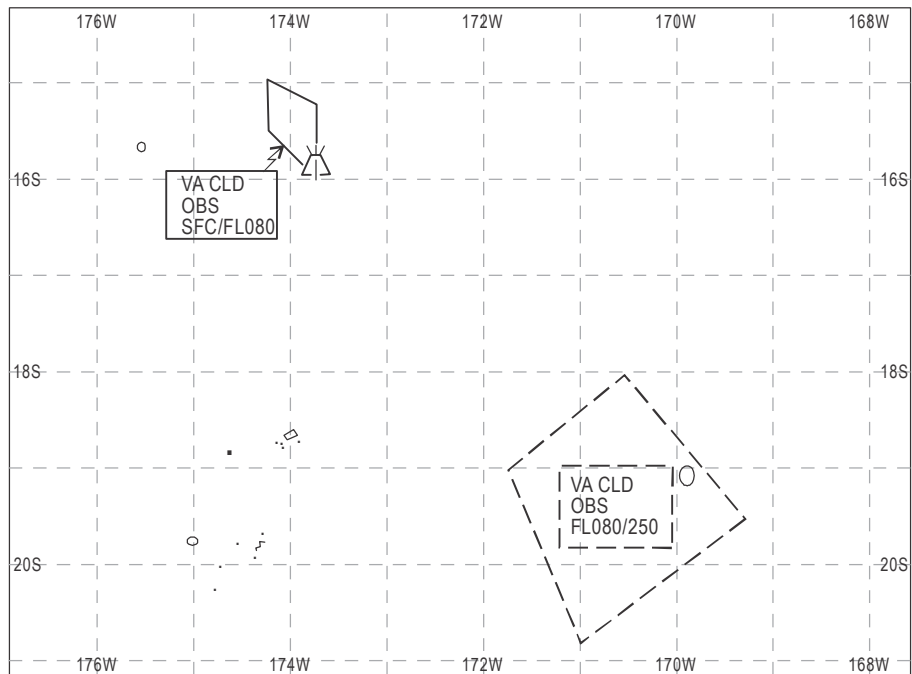 176W 174W 172W 170W 168W
VA CLD
OBS
SFC/FL080
16S 16S
18S 18S
VA CLD
OBS
FL080/250
20S 20S
176W 174W 172W 170W 168W